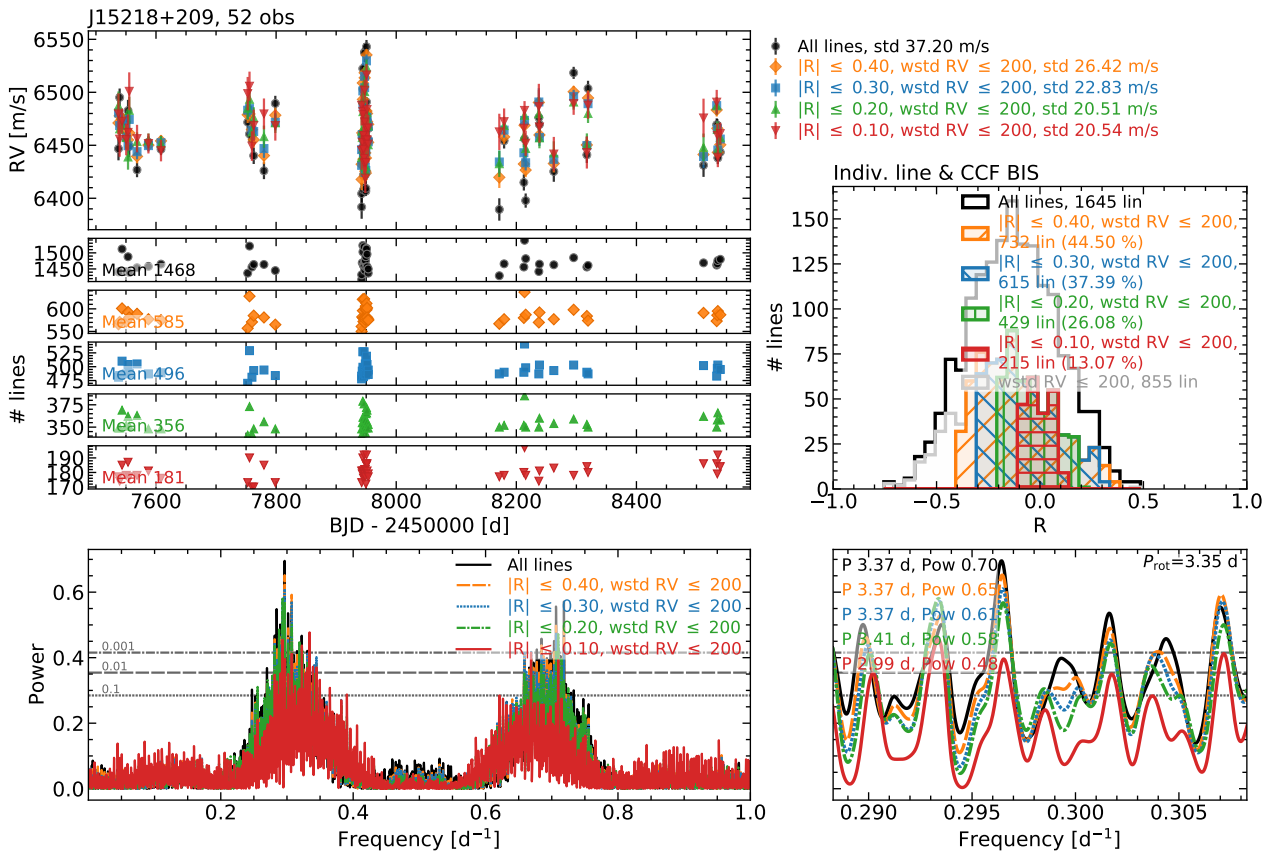 J15218+209, 52 obs
6550
6500
6450
6400
RV [m/s]
All lines, std 37.20 m/s
|R| ≤ 0.40, wstd RV ≤ 200, std 26.42 m/s
|R| ≤ 0.30, wstd RV ≤ 200, std 22.83 m/s
|R| ≤ 0.20, wstd RV ≤ 200, std 20.51 m/s
|R| ≤ 0.10, wstd RV ≤ 200, std 20.54 m/s
1500
1450
Mean 1468
600
550
Mean 585
525
500
475
Mean 496
375
350
Mean 356
190
180
170
Mean 181
# lines
7600 7800 8000 8200 8400
BJD - 2450000 [d]
Indiv. line & CCF BIS
All lines, 1645 lin
|R| ≤ 0.40, wstd RV ≤ 200,
732 lin (44.50 %)
|R| ≤ 0.30, wstd RV ≤ 200,
615 lin (37.39 %)
|R| ≤ 0.20, wstd RV ≤ 200,
429 lin (26.08 %)
|R| ≤ 0.10, wstd RV ≤ 200,
215 lin (13.07 %)
wstd RV ≤ 200, 855 lin
150
125
100
75
50
25
0
# lines
−1.0 −0.5 0.0 0.5 1.0
R
All lines
|R| ≤ 0.40, wstd RV ≤ 200
|R| ≤ 0.30, wstd RV ≤ 200
|R| ≤ 0.20, wstd RV ≤ 200
|R| ≤ 0.10, wstd RV ≤ 200
0.001
0.01
0.1
0.6
0.4
0.2
0.0
Power
0.2 0.4 0.6 0.8 1.0
Frequency [d⁻¹]
P 3.37 d, Pow 0.70
P 3.37 d, Pow 0.65
P 3.37 d, Pow 0.61
P 3.41 d, Pow 0.58
P 2.99 d, Pow 0.48
P_rot=3.35 d
0.290 0.295 0.300 0.305
Frequency [d⁻¹]